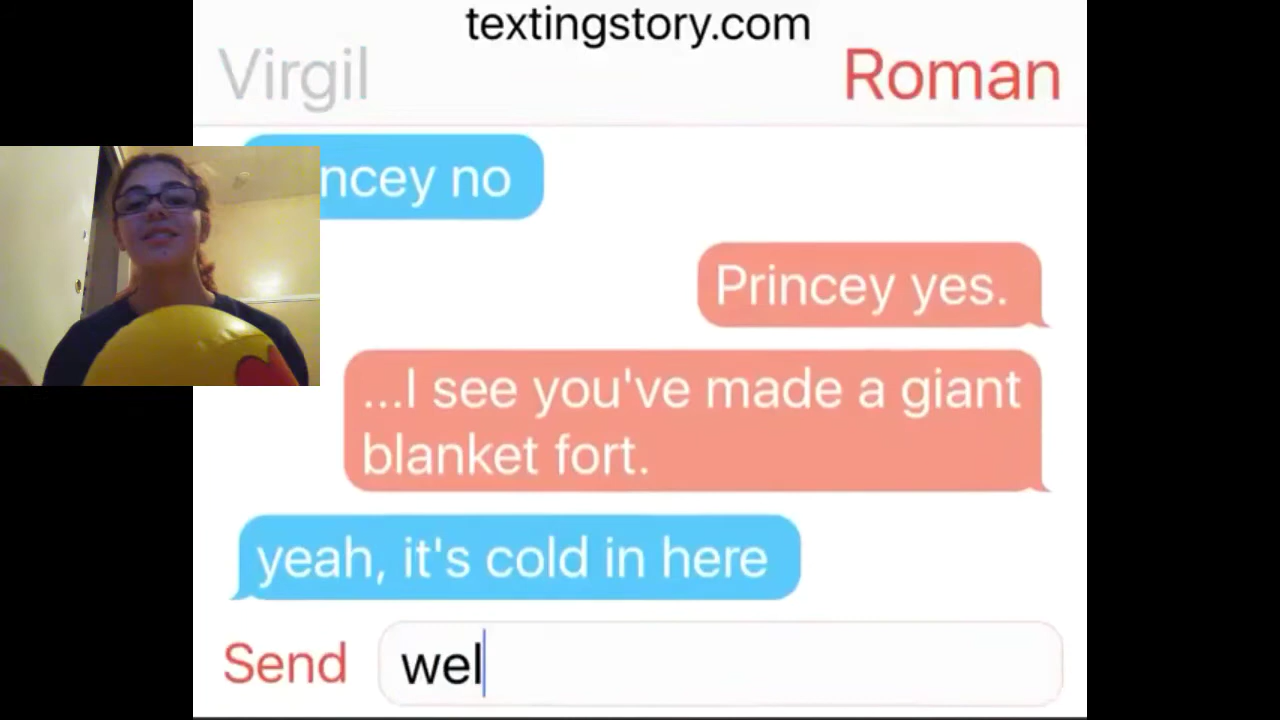 textingstory.com
Virgil
Roman
ncey no
Princey yes.
...I see you've made a giant
blanket fort.
yeah, it's cold in here
Send
wel